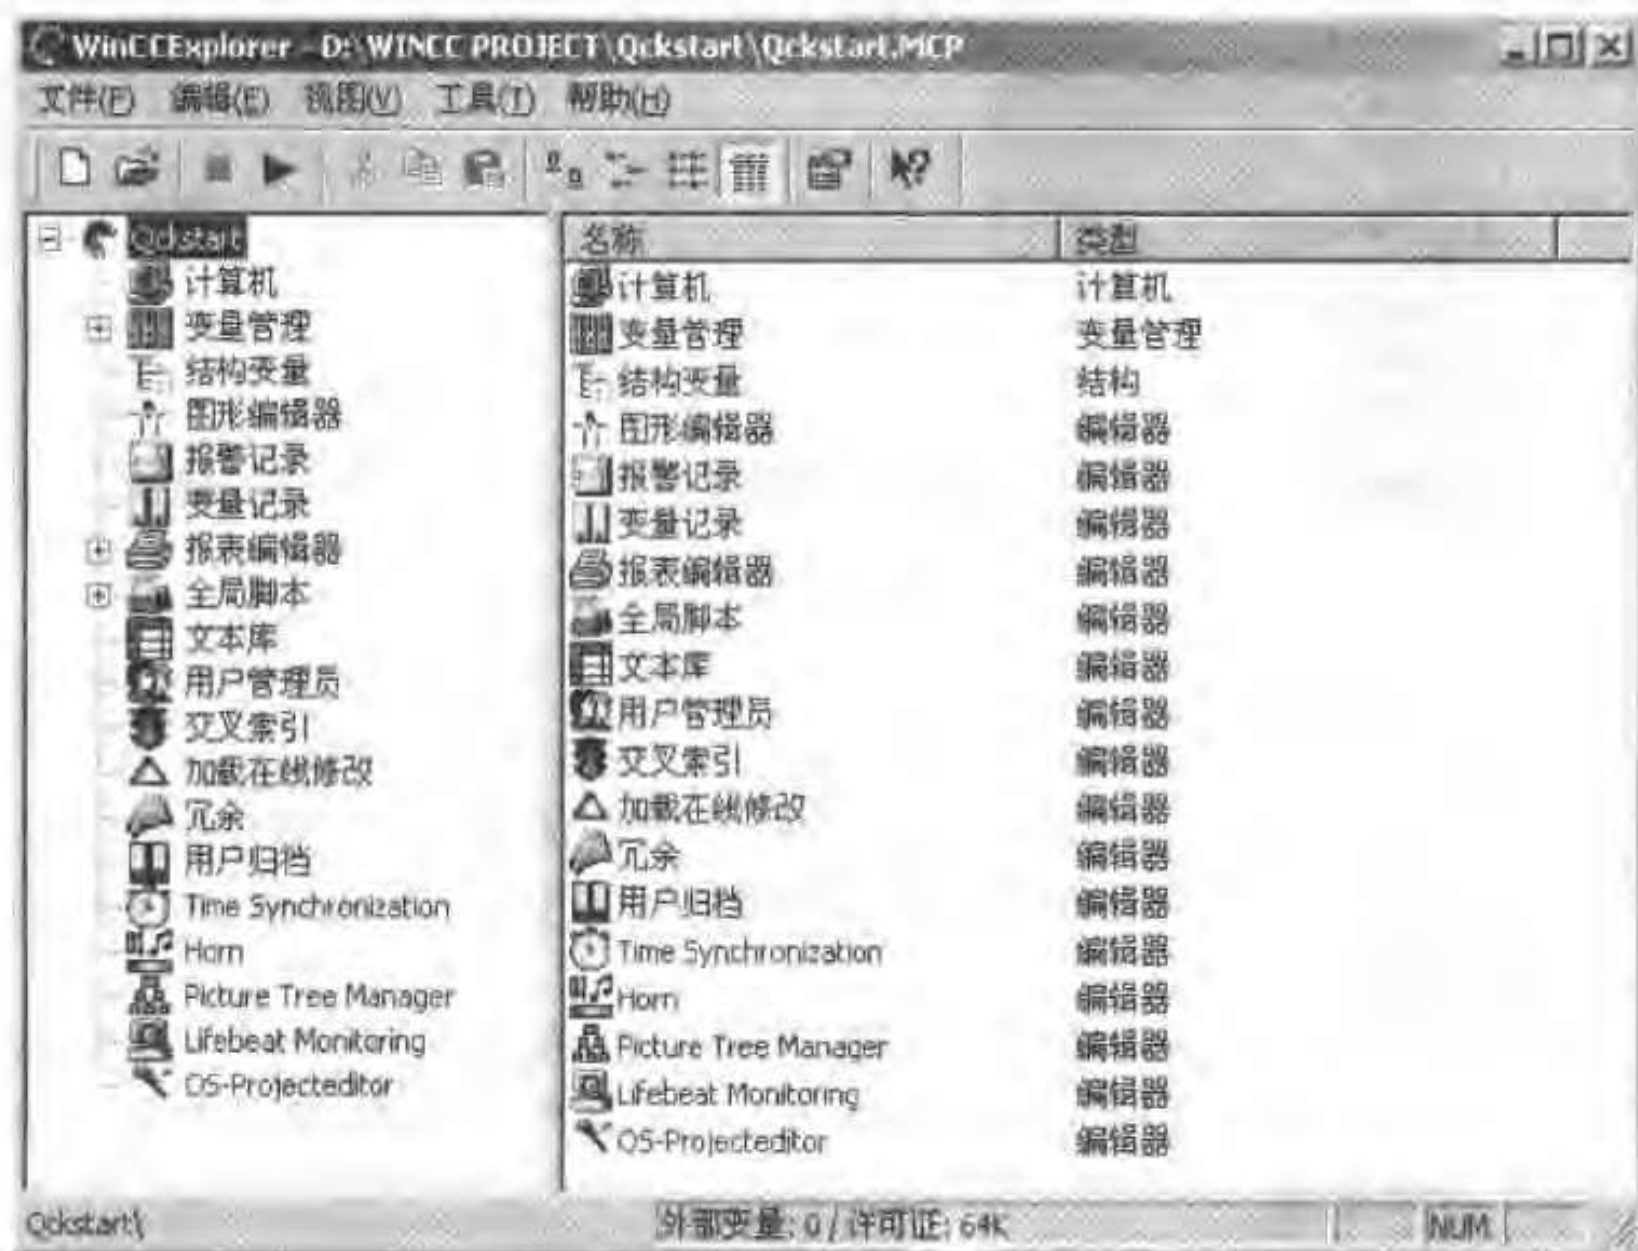 WinCCExplorer - D:\WINCC PROJECT\Qckstart\Qckstart.MCP
文件(F) 编辑(E) 视图(V) 工具(T) 帮助(H)
Qckstart
计算机
变量管理
结构变量
图形编辑器
报警记录
变量记录
报表编辑器
全局脚本
文本库
用户管理员
交叉索引
加载在线修改
冗余
用户归档
Time Synchronization
Horn
Picture Tree Manager
Lifebeat Monitoring
OS-Projecteditor
名称 类型
计算机 计算机
变量管理 变量管理
结构变量 结构
图形编辑器 编辑器
报警记录 编辑器
变量记录 编辑器
报表编辑器 编辑器
全局脚本 编辑器
文本库 编辑器
用户管理员 编辑器
交叉索引 编辑器
加载在线修改 编辑器
冗余 编辑器
用户归档 编辑器
Time Synchronization 编辑器
Horn 编辑器
Picture Tree Manager 编辑器
Lifebeat Monitoring 编辑器
OS-Projecteditor 编辑器
Qckstart\ 外部变量: 0 / 许可证: 64K NUM